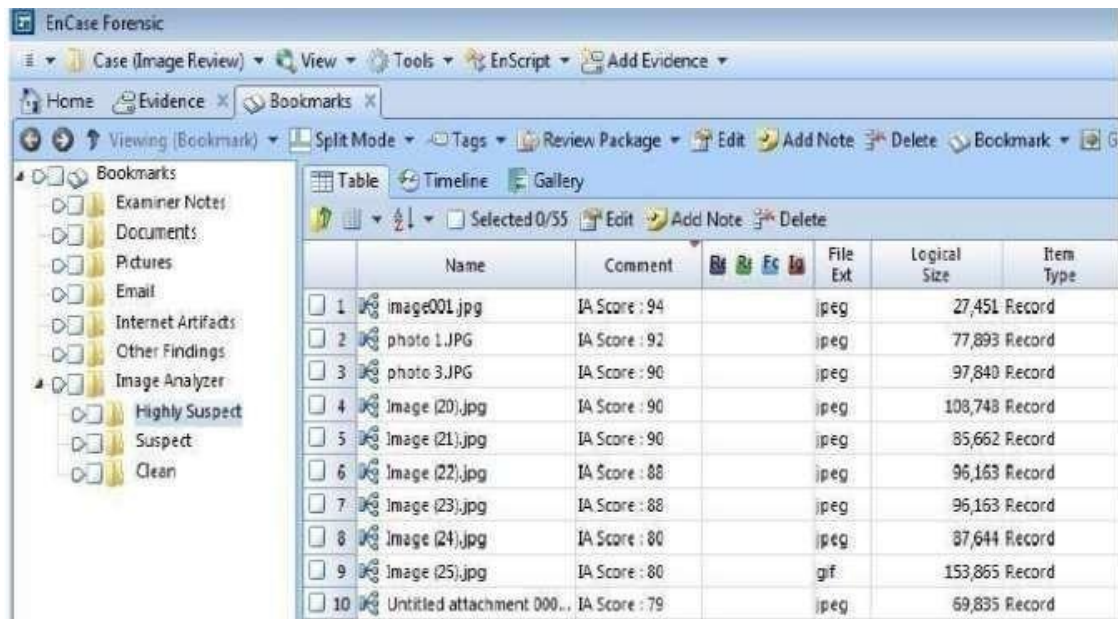 EnCase Forensic
Case (Image Review) View Tools EnScript Add Evidence
Home Evidence Bookmarks
Viewing (Bookmark) Split Mode Tags Review Package Edit Add Note Delete Bookmark G
Bookmarks
Examiner Notes
Documents
Pictures
Email
Internet Artifacts
Other Findings
Image Analyzer
Highly Suspect
Suspect
Clean
Table Timeline Gallery
Selected 0/55 Edit Add Note Delete
Name Comment File Ext Logical Size Item Type
1 image001.jpg IA Score : 94 jpeg 27,451 Record
2 photo 1.JPG IA Score : 92 jpeg 77,893 Record
3 photo 3.JPG IA Score : 90 jpeg 97,840 Record
4 Image (20).jpg IA Score : 90 jpeg 108,748 Record
5 Image (21).jpg IA Score : 90 jpeg 85,662 Record
6 Image (22).jpg IA Score : 88 jpeg 96,163 Record
7 Image (23).jpg IA Score : 88 jpeg 96,163 Record
8 Image (24).jpg IA Score : 80 jpeg 87,644 Record
9 Image (25).jpg IA Score : 80 gif 153,865 Record
10 Untitled attachment 000... IA Score : 79 jpeg 69,835 Record